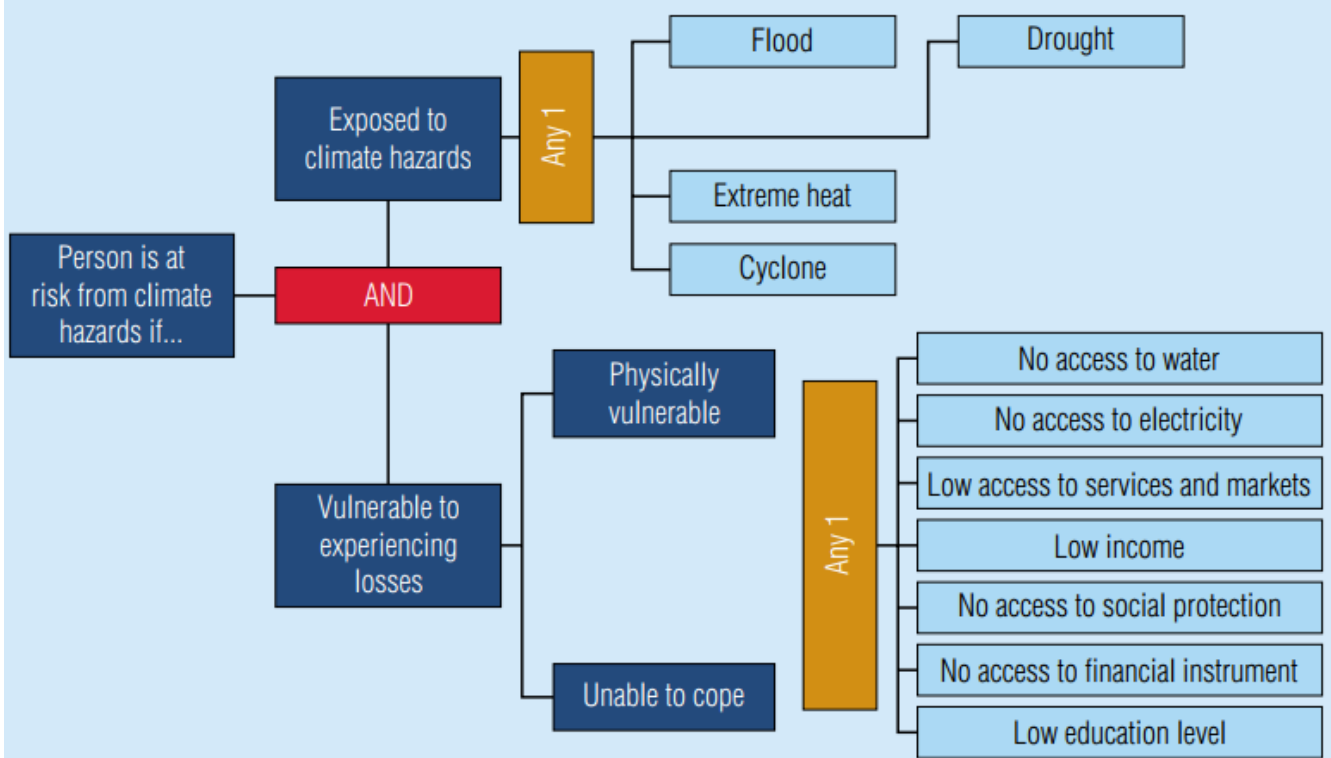 Flood
Drought
Exposed to
climate hazards
Any 1
Extreme heat
Cyclone
Person is at
risk from climate
hazards if...
AND
Physically
vulnerable
Vulnerable to
experiencing
losses
Unable to cope
Any 1
No access to water
No access to electricity
Low access to services and markets
Low income
No access to social protection
No access to financial instrument
Low education level